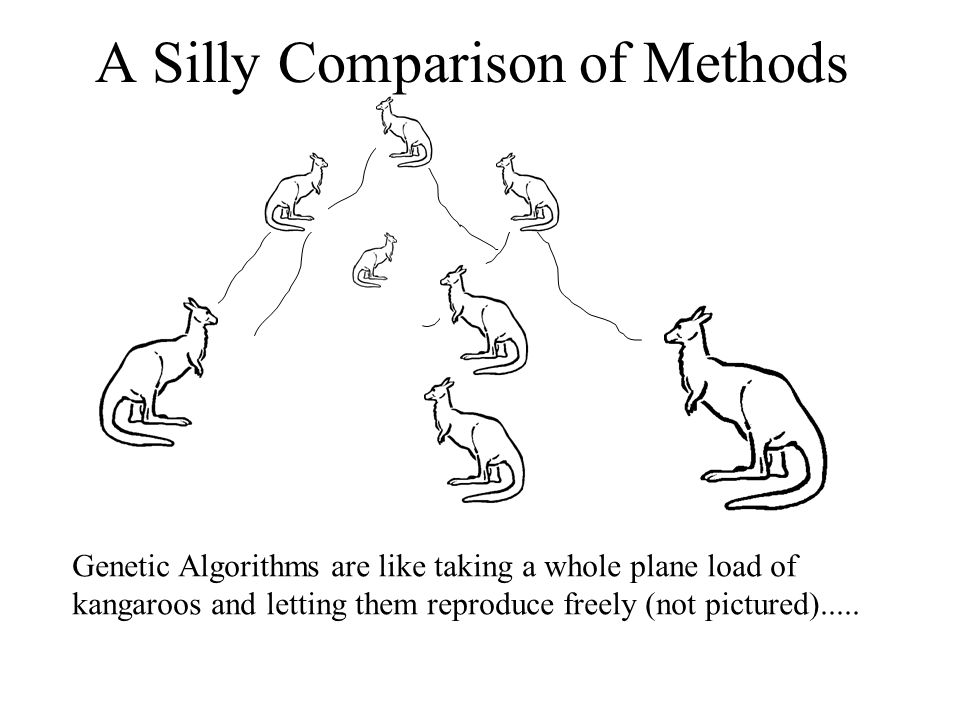 A Silly Comparison of Methods
Genetic Algorithms are like taking a whole plane load of
kangaroos and letting them reproduce freely (not pictured).....